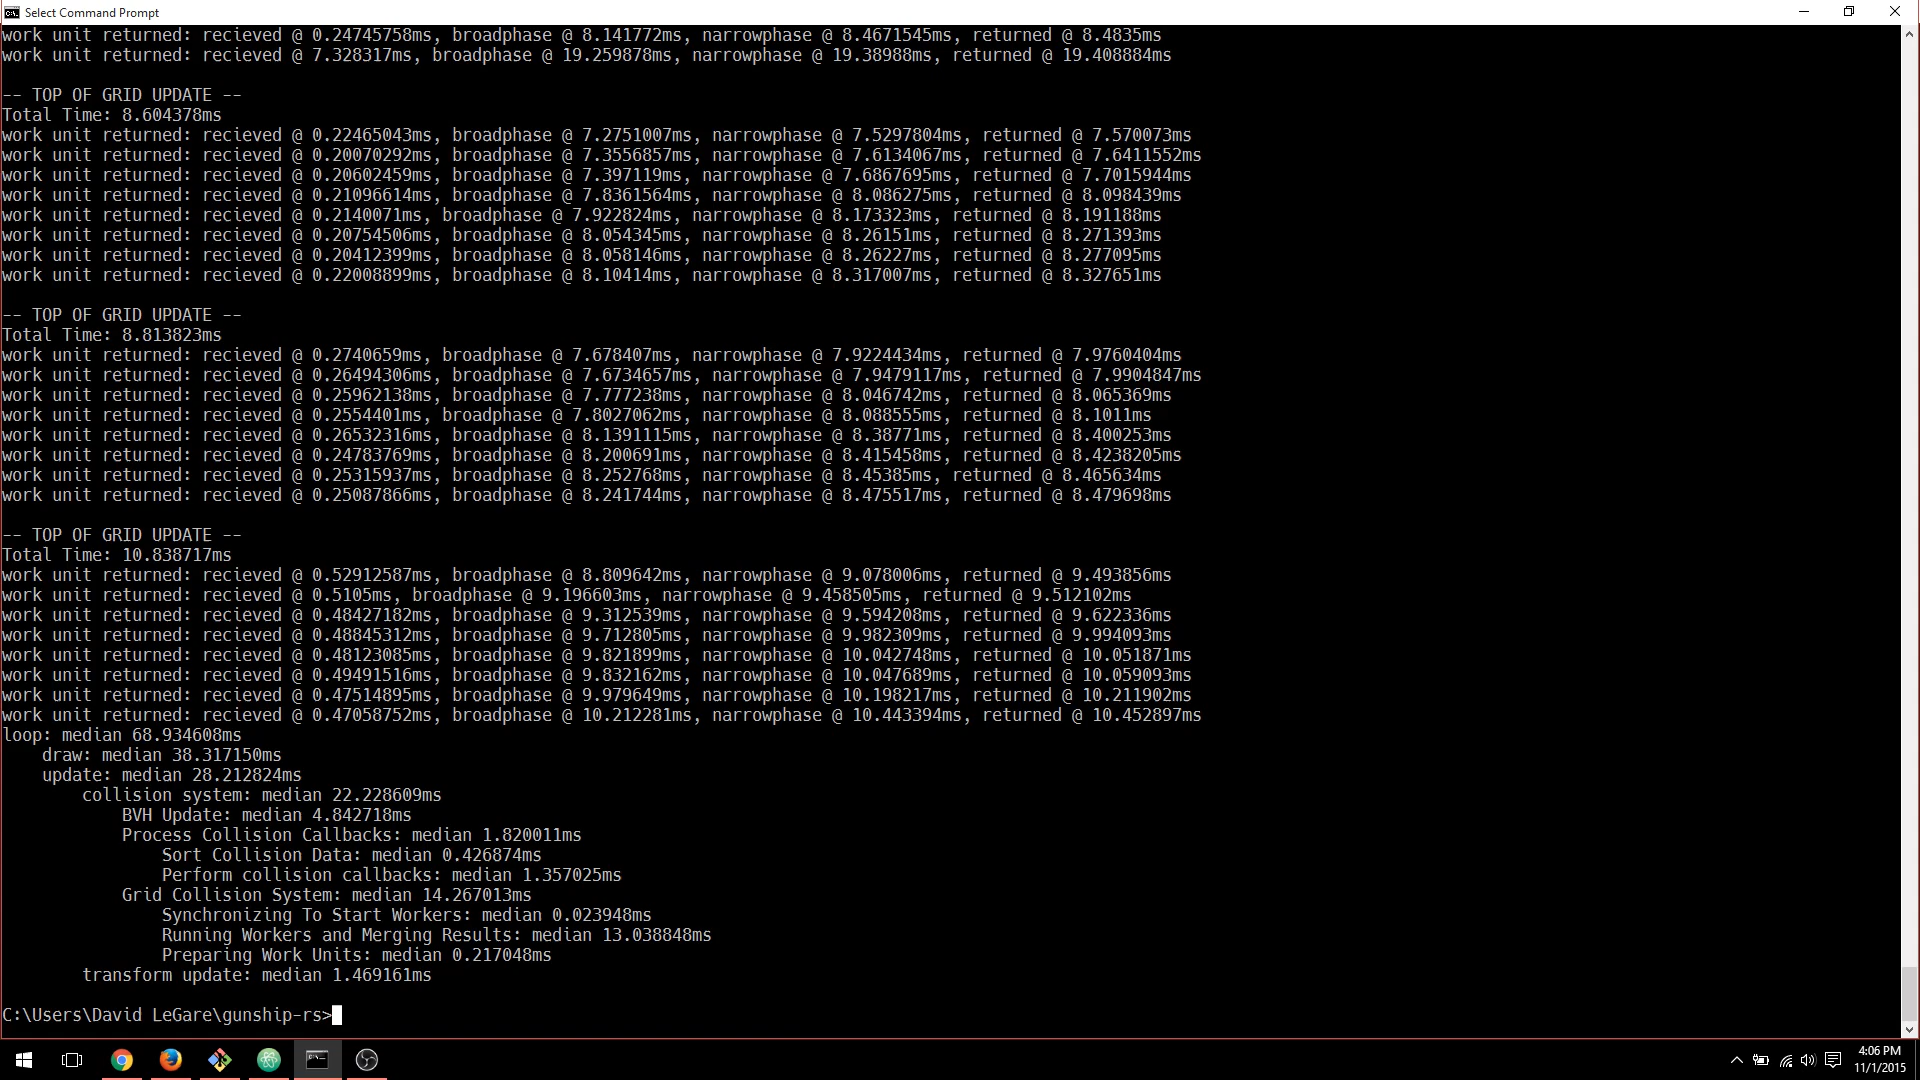 Select Command Prompt
work unit returned: recieved @ 0.24745758ms, broadphase @ 8.141772ms, narrowphase @ 8.4671545ms, returned @ 8.4835ms
work unit returned: recieved @ 7.328317ms, broadphase @ 19.259878ms, narrowphase @ 19.38988ms, returned @ 19.408884ms
-- TOP OF GRID UPDATE --
Total Time: 8.604378ms
work unit returned: recieved @ 0.22465043ms, broadphase @ 7.2751007ms, narrowphase @ 7.5297804ms, returned @ 7.570073ms
work unit returned: recieved @ 0.20070292ms, broadphase @ 7.3556857ms, narrowphase @ 7.6134067ms, returned @ 7.6411552ms
work unit returned: recieved @ 0.20602459ms, broadphase @ 7.397119ms, narrowphase @ 7.6867695ms, returned @ 7.7015944ms
work unit returned: recieved @ 0.21096614ms, broadphase @ 7.8361564ms, narrowphase @ 8.086275ms, returned @ 8.098439ms
work unit returned: recieved @ 0.2140071ms, broadphase @ 7.922824ms, narrowphase @ 8.173323ms, returned @ 8.191188ms
work unit returned: recieved @ 0.20754506ms, broadphase @ 8.054345ms, narrowphase @ 8.26151ms, returned @ 8.271393ms
work unit returned: recieved @ 0.20412399ms, broadphase @ 8.058146ms, narrowphase @ 8.26227ms, returned @ 8.277095ms
work unit returned: recieved @ 0.22008899ms, broadphase @ 8.10414ms, narrowphase @ 8.317007ms, returned @ 8.327651ms
-- TOP OF GRID UPDATE --
Total Time: 8.813823ms
work unit returned: recieved @ 0.2740659ms, broadphase @ 7.678407ms, narrowphase @ 7.9224434ms, returned @ 7.9760404ms
work unit returned: recieved @ 0.26494306ms, broadphase @ 7.6734657ms, narrowphase @ 7.9479117ms, returned @ 7.9904847ms
work unit returned: recieved @ 0.25962138ms, broadphase @ 7.777238ms, narrowphase @ 8.046742ms, returned @ 8.065369ms
work unit returned: recieved @ 0.2554401ms, broadphase @ 7.8027062ms, narrowphase @ 8.088555ms, returned @ 8.1011ms
work unit returned: recieved @ 0.26532316ms, broadphase @ 8.1391115ms, narrowphase @ 8.38771ms, returned @ 8.400253ms
work unit returned: recieved @ 0.24783769ms, broadphase @ 8.200691ms, narrowphase @ 8.415458ms, returned @ 8.4238205ms
work unit returned: recieved @ 0.25315937ms, broadphase @ 8.252768ms, narrowphase @ 8.45385ms, returned @ 8.465634ms
work unit returned: recieved @ 0.25087866ms, broadphase @ 8.241744ms, narrowphase @ 8.475517ms, returned @ 8.479698ms
-- TOP OF GRID UPDATE --
Total Time: 10.838717ms
work unit returned: recieved @ 0.52912587ms, broadphase @ 8.809642ms, narrowphase @ 9.078006ms, returned @ 9.493856ms
work unit returned: recieved @ 0.5105ms, broadphase @ 9.196603ms, narrowphase @ 9.458505ms, returned @ 9.512102ms
work unit returned: recieved @ 0.48427182ms, broadphase @ 9.312539ms, narrowphase @ 9.594208ms, returned @ 9.622336ms
work unit returned: recieved @ 0.48845312ms, broadphase @ 9.712805ms, narrowphase @ 9.982309ms, returned @ 9.994093ms
work unit returned: recieved @ 0.48123085ms, broadphase @ 9.821899ms, narrowphase @ 10.042748ms, returned @ 10.051871ms
work unit returned: recieved @ 0.49491516ms, broadphase @ 9.832162ms, narrowphase @ 10.047689ms, returned @ 10.059093ms
work unit returned: recieved @ 0.47514895ms, broadphase @ 9.979649ms, narrowphase @ 10.198217ms, returned @ 10.211902ms
work unit returned: recieved @ 0.47058752ms, broadphase @ 10.212281ms, narrowphase @ 10.443394ms, returned @ 10.452897ms
loop: median 68.934608ms
draw: median 38.317150ms
update: median 28.212824ms
collision system: median 22.228609ms
BVH Update: median 4.842718ms
Process Collision Callbacks: median 1.820011ms
Sort Collision Data: median 0.426874ms
Perform collision callbacks: median 1.357025ms
Grid Collision System: median 14.267013ms
Synchronizing To Start Workers: median 0.023948ms
Running Workers and Merging Results: median 13.038848ms
Preparing Work Units: median 0.217048ms
transform update: median 1.469161ms
C:\Users\David LeGare\gunship-rs>
4:06 PM
11/1/2015